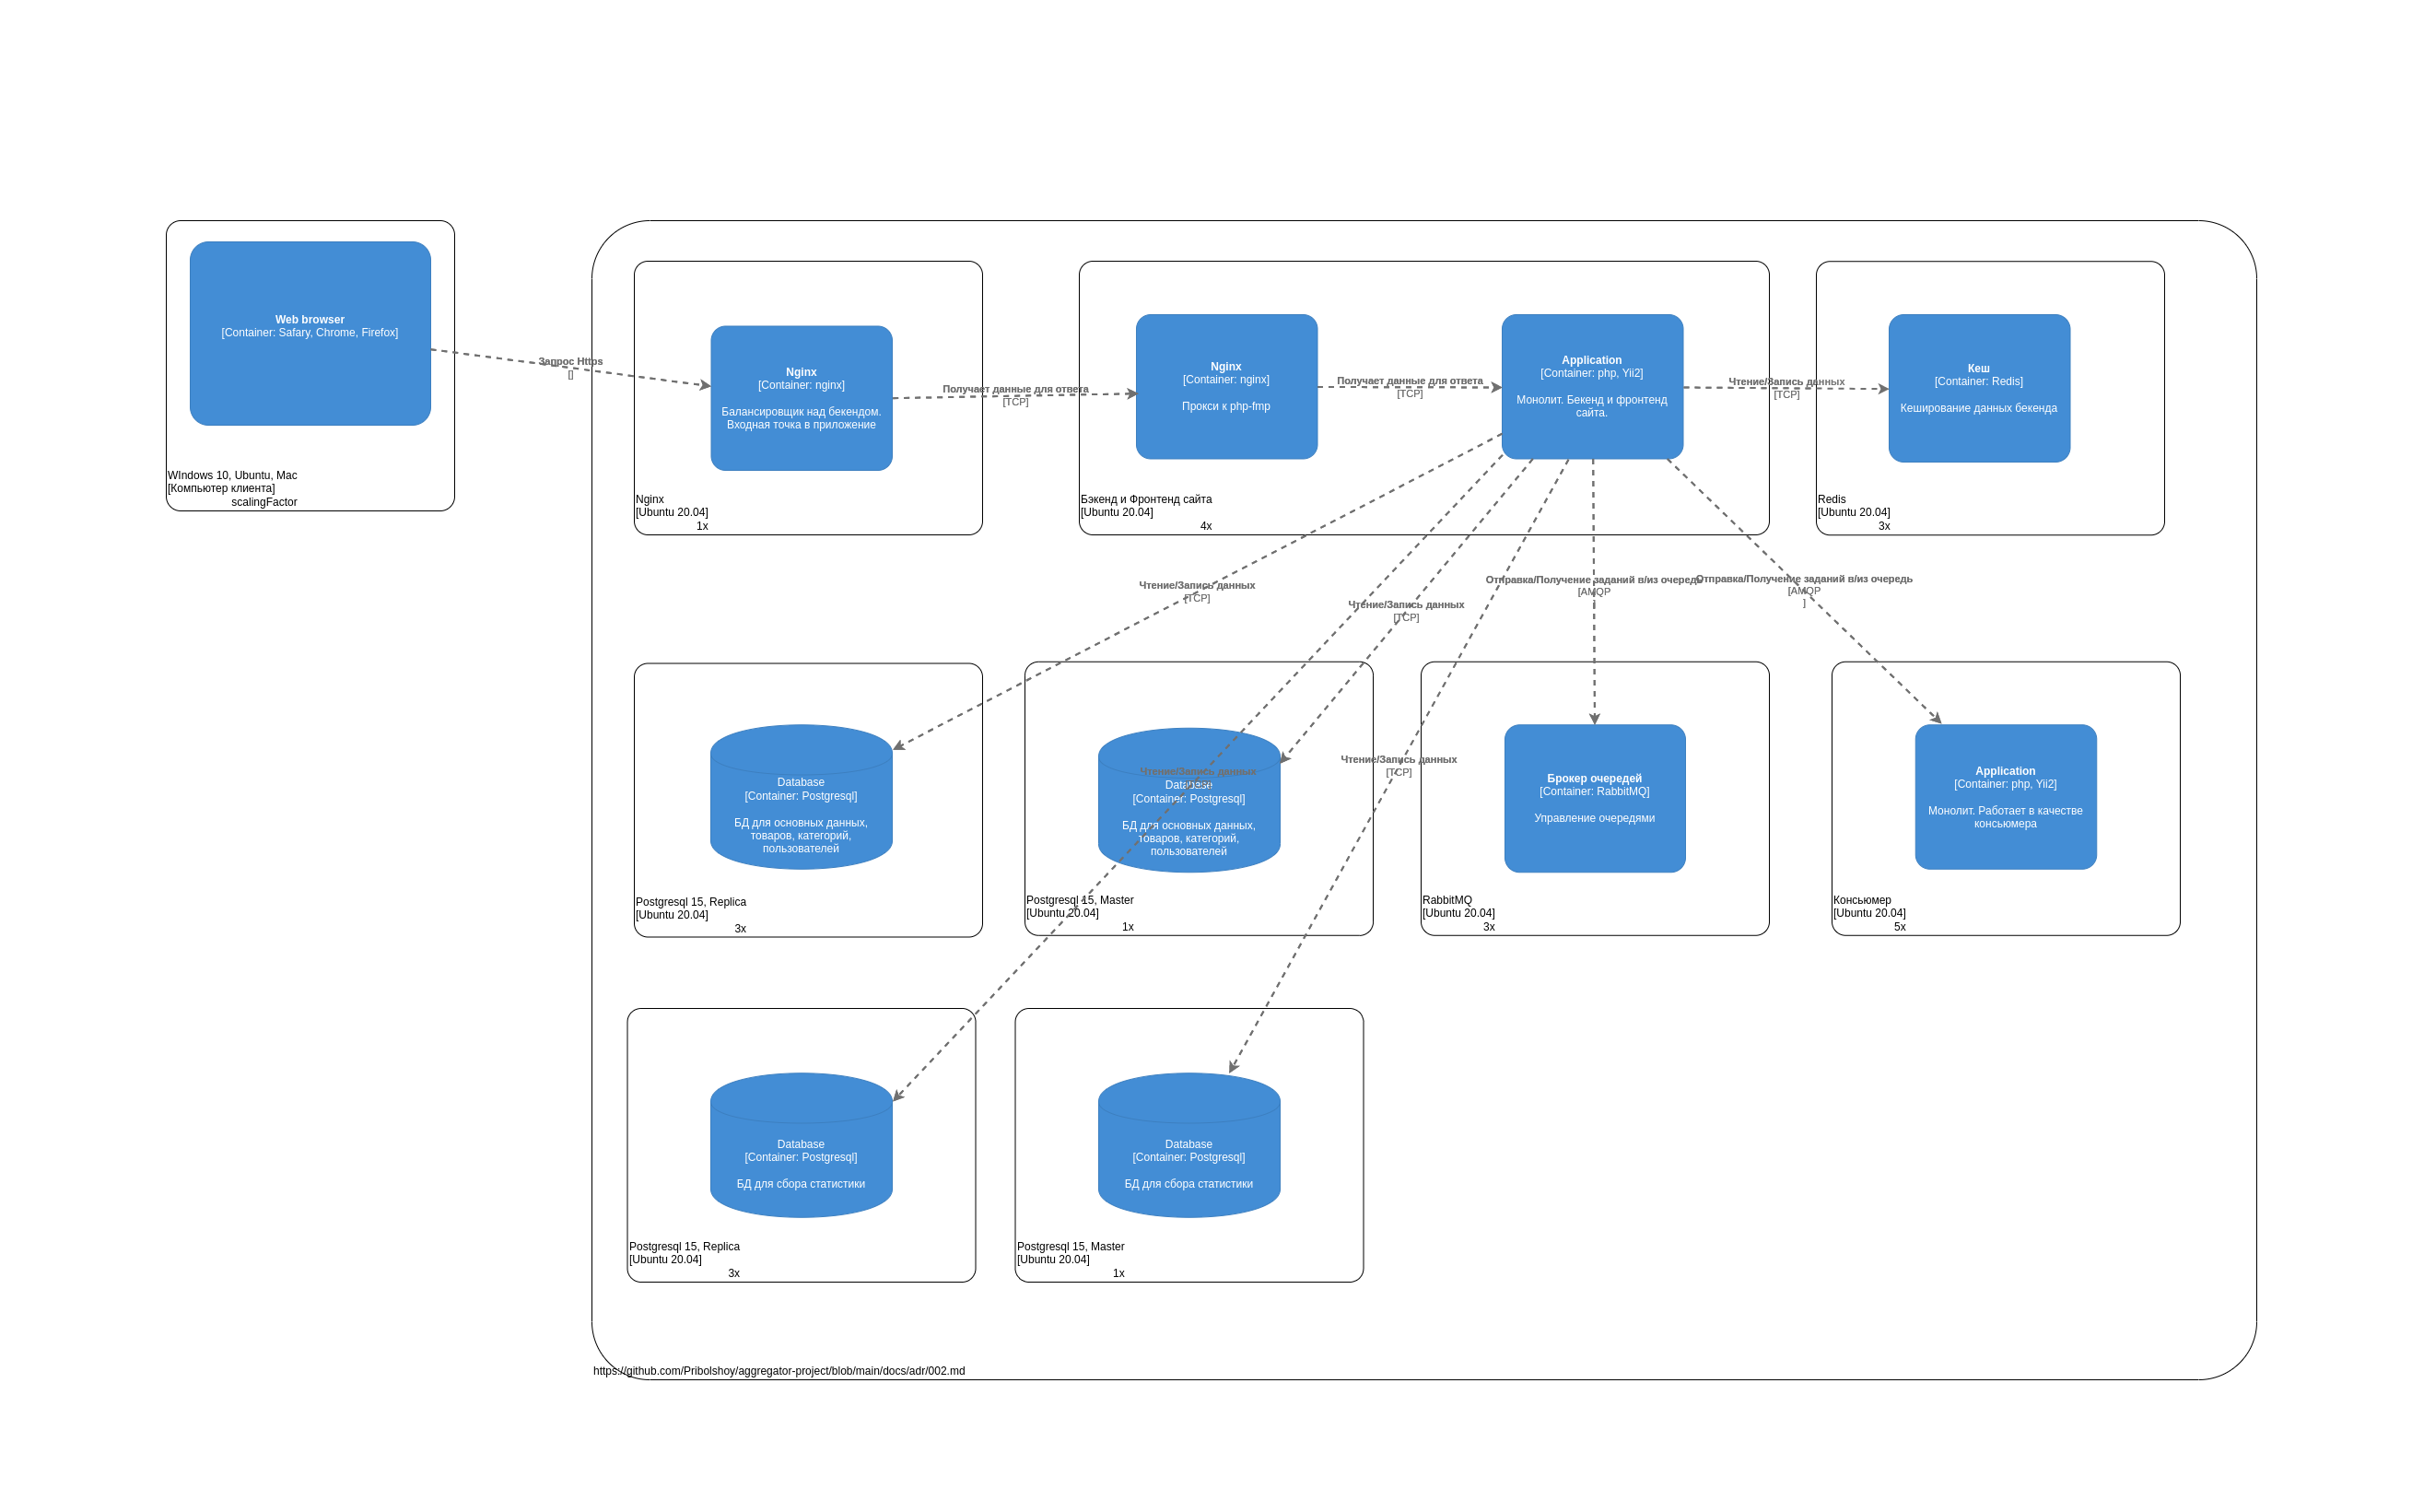 Web browser
[Container: Safary, Chrome, Firefox]
WIndows 10, Ubuntu, Mac
[Компьютер клиента]
scalingFactor
Запрос Https
[]
Nginx
[Container: nginx]
Балансировщик над бекендом.
Входная точка в приложение
Nginx
[Ubuntu 20.04]
1x
Получает данные для ответа
[TCP]
Nginx
[Container: nginx]
Прокси к php-fmp
Получает данные для ответа
[TCP]
Application
[Container: php, Yii2]
Монолит. Бекенд и фронтенд
сайта.
Бэкенд и Фронтенд сайта
[Ubuntu 20.04]
4x
Чтение/Запись данных
[TCP]
Кеш
[Container: Redis]
Кеширование данных бекенда
Redis
[Ubuntu 20.04]
3x
Чтение/Запись данных
[TCP]
Чтение/Запись данных
[TCP]
Отправка/Получение заданий в/из очередь
[AMQP
Отправка/Получение заданий в/из очередь
[AMQP
]
Database
[Container: Postgresql]
БД для основных данных,
товаров, категорий,
пользователей
Postgresql 15, Replica
[Ubuntu 20.04]
3x
Чтение/Запись данных
Database
[Container: Postgresql]
БД для основных данных,
товаров, категорий,
пользователей
Postgresql 15, Master
[Ubuntu 20.04]
1x
Чтение/Запись данных
[TCP]
Брокер очередей
[Container: RabbitMQ]
Управление очередями
RabbitMQ
[Ubuntu 20.04]
3x
Application
[Container: php, Yii2]
Монолит. Работает в качестве
консьюмера
Консьюмер
[Ubuntu 20.04]
5x
Database
[Container: Postgresql]
БД для сбора статистики
Postgresql 15, Replica
[Ubuntu 20.04]
3x
Database
[Container: Postgresql]
БД для сбора статистики
Postgresql 15, Master
[Ubuntu 20.04]
1x
https://github.com/Pribolshoy/aggregator-project/blob/main/docs/adr/002.md